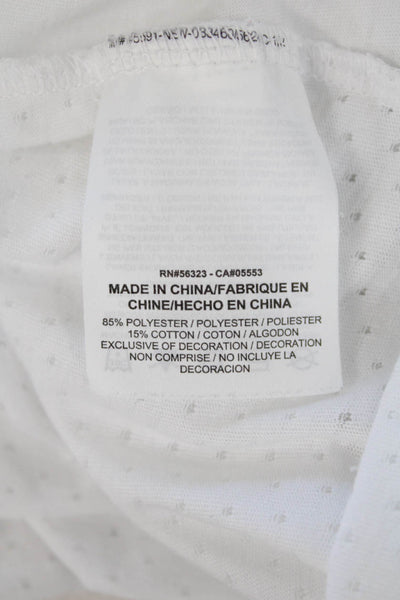 RN#56323 - CA#05553
MADE IN CHINA/FABRIQUE EN
CHINE/HECHO EN CHINA
85% POLYESTER / POLYESTER / POLIESTER
15% COTTON / COTON / ALGODON
EXCLUSIVE OF DECORATION / DECORATION
NON COMPRISE / NO INCLUYE LA
DECORACION